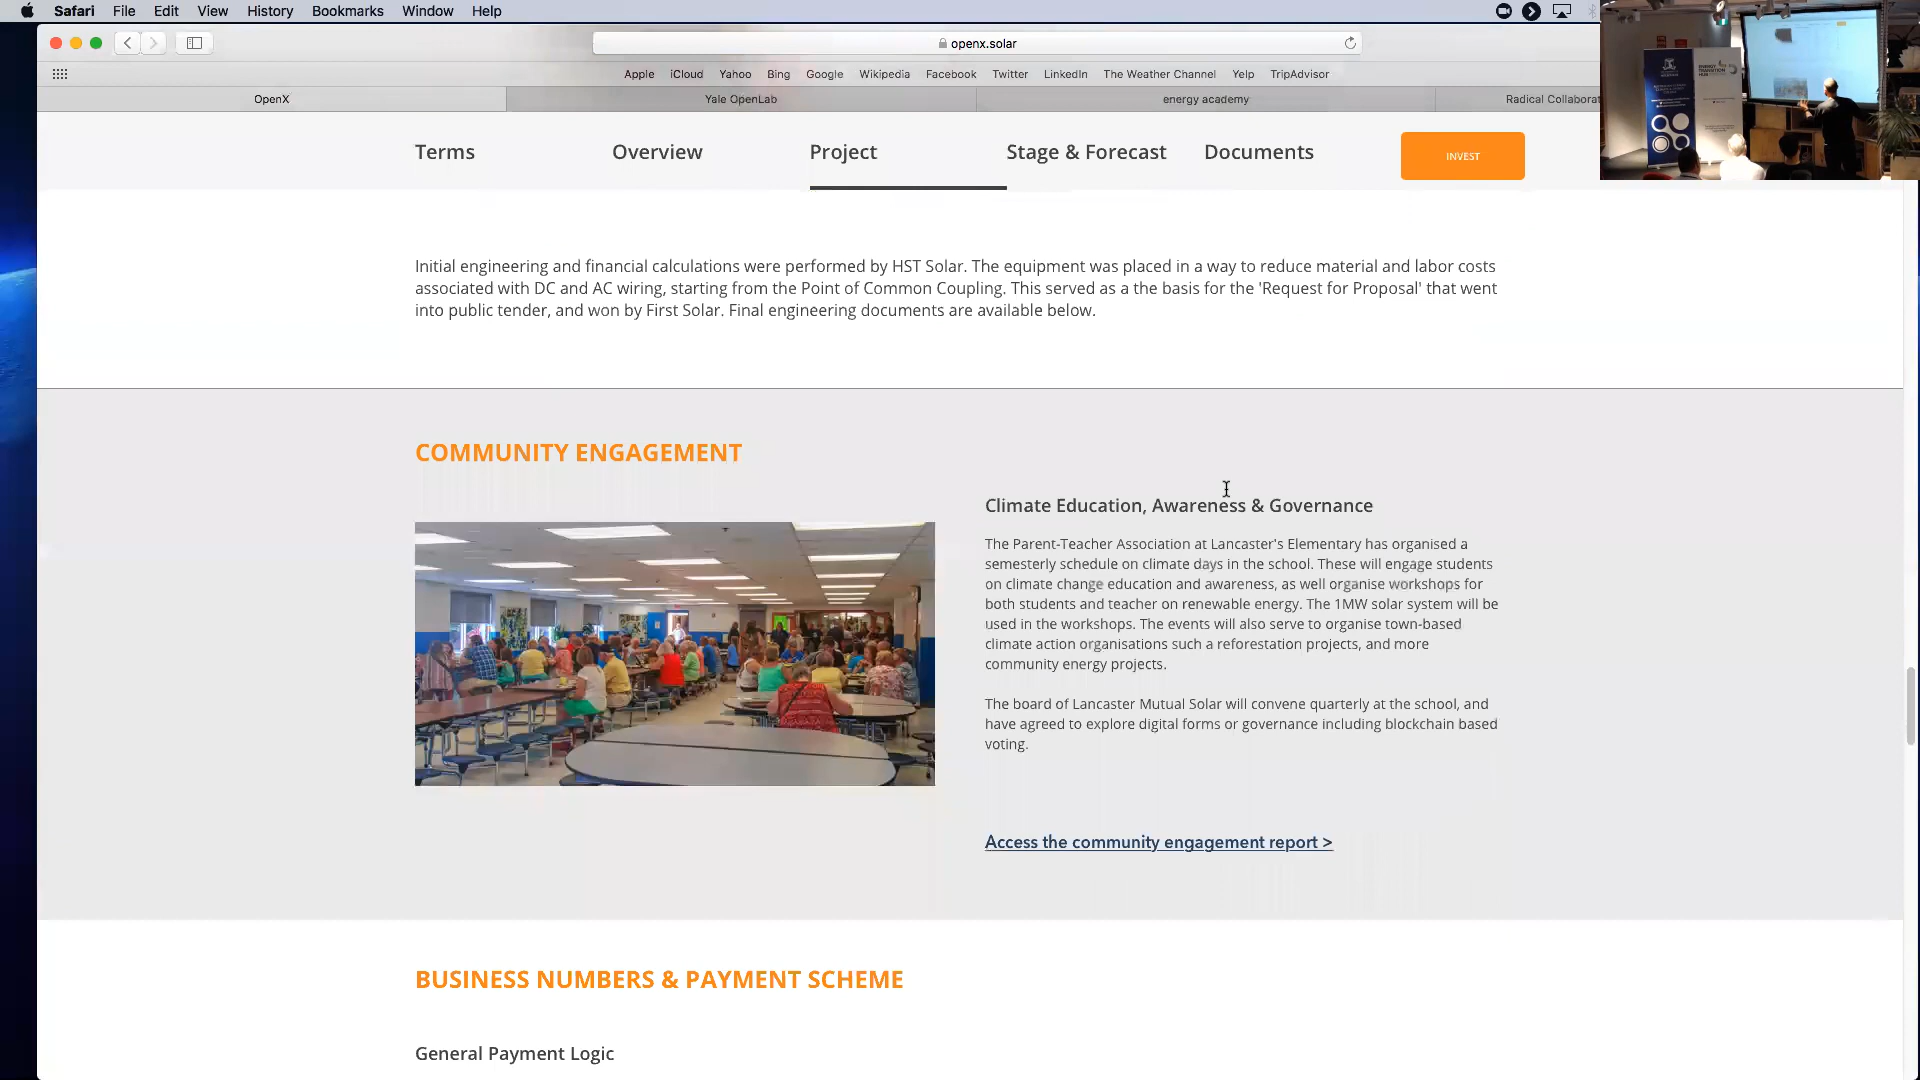 Safari File Edit View History Bookmarks Window Help
openx.solar
Apple iCloud Yahoo Bing Google Wikipedia Facebook Twitter LinkedIn The Weather Channel Yelp TripAdvisor
OpenX Yale OpenLab energy academy Radical Collaborat
Terms Overview Project Stage & Forecast Documents INVEST
Initial engineering and financial calculations were performed by HST Solar. The equipment was placed in a way to reduce material and labor costs
associated with DC and AC wiring, starting from the Point of Common Coupling. This served as a the basis for the 'Request for Proposal' that went
into public tender, and won by First Solar. Final engineering documents are available below.
COMMUNITY ENGAGEMENT
Climate Education, Awareness & Governance
The Parent-Teacher Association at Lancaster's Elementary has organised a
semesterly schedule on climate days in the school. These will engage students
on climate change education and awareness, as well organise workshops for
both students and teacher on renewable energy. The 1MW solar system will be
used in the workshops. The events will also serve to organise town-based
climate action organisations such a reforestation projects, and more
community energy projects.
The board of Lancaster Mutual Solar will convene quarterly at the school, and
have agreed to explore digital forms or governance including blockchain based
voting.
Access the community engagement report >
BUSINESS NUMBERS & PAYMENT SCHEME
General Payment Logic